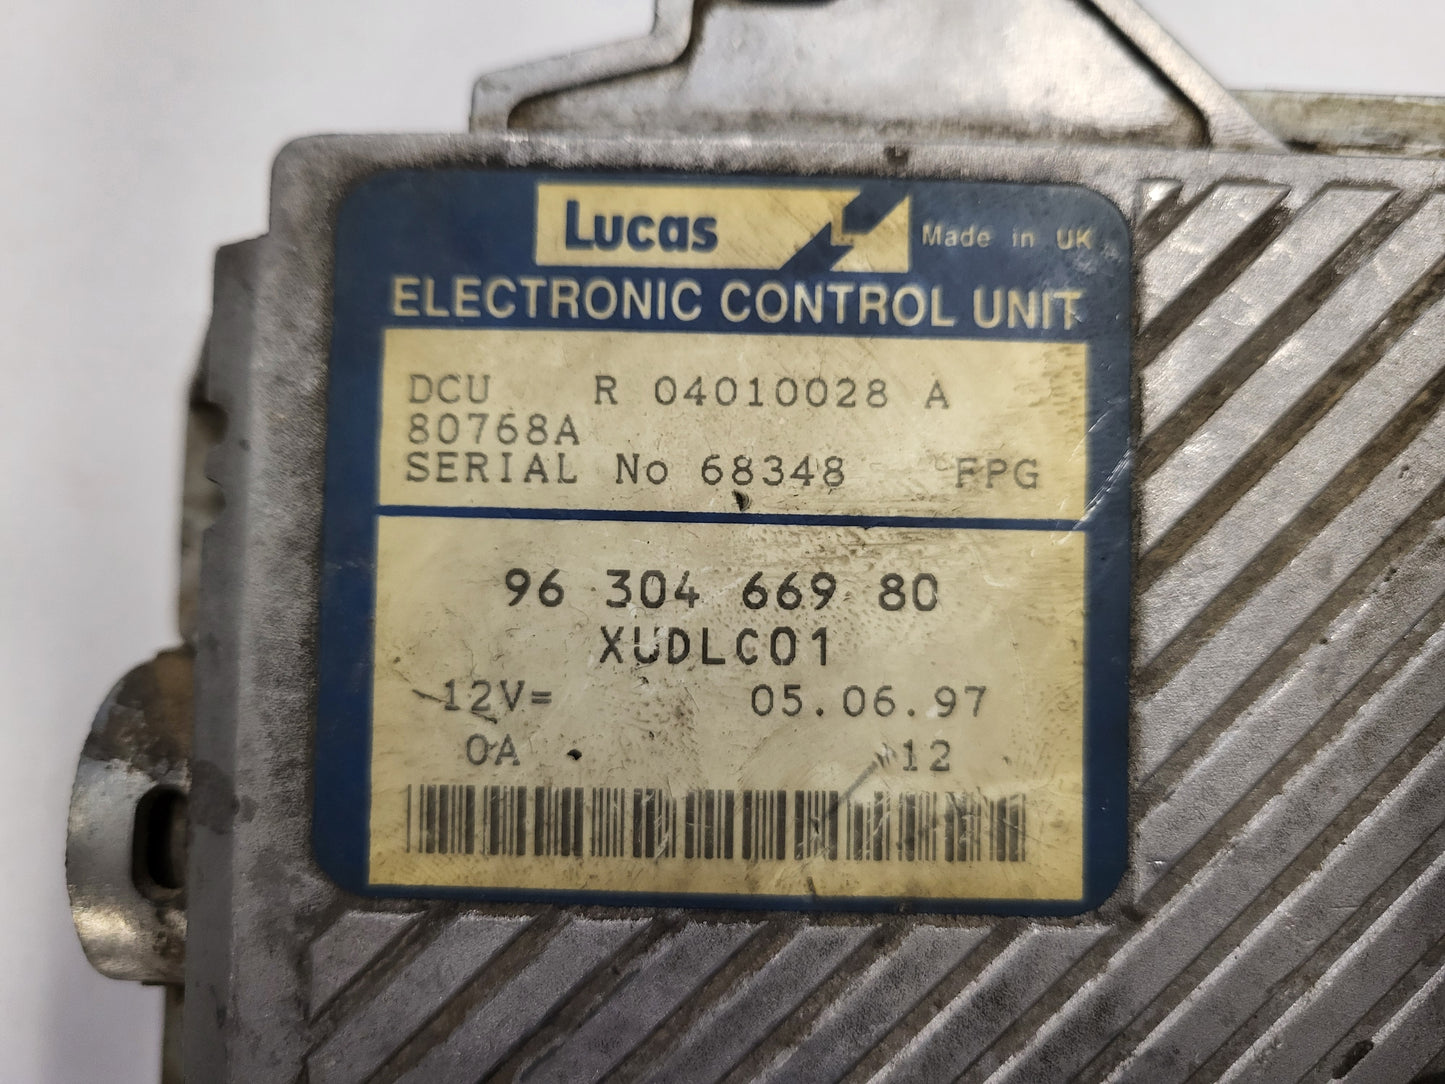 Lucas Made in UK
ELECTRONIC CONTROL UNIT
DCU R 04010028 A
80768A
SERIAL No 68348 FPG
96 304 669 80
XUDLC01
12V= 05.06.97
0A 12